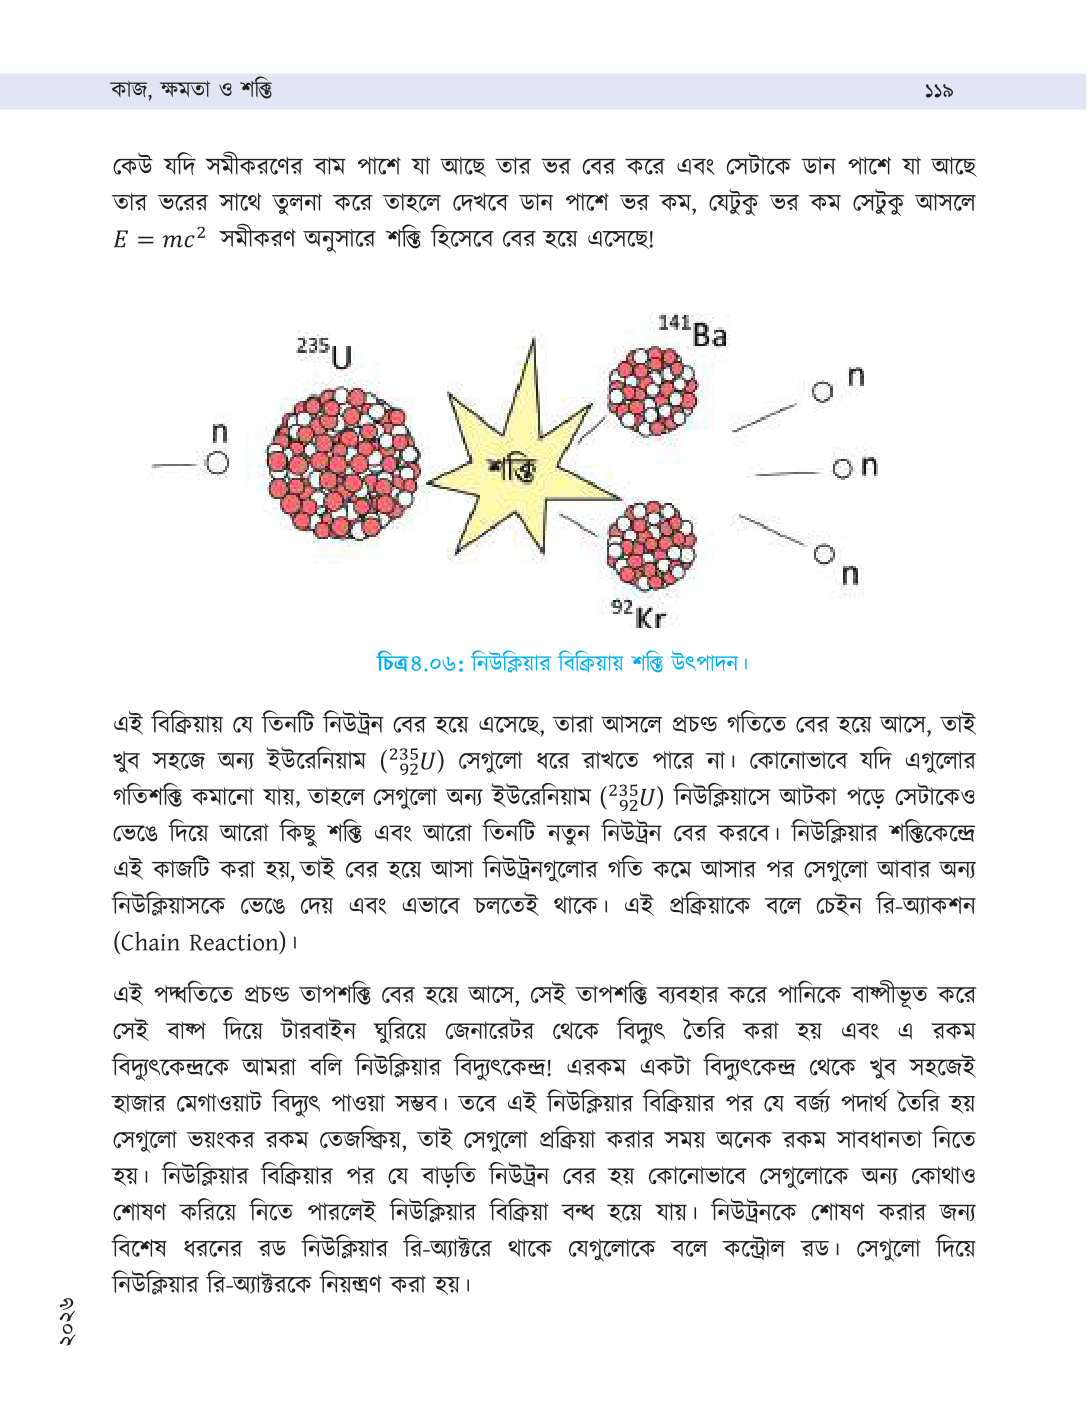 কাজ, ক্ষমতা ও শক্তি ১১৯
কেউ যদি সমীকরণের বাম পাশে যা আছে তার ভর বের করে এবং সেটাকে ডান পাশে যা আছে
তার ভরের সাথে তুলনা করে তাহলে দেখবে ডান পাশে ভর কম, যেটুকু ভর কম সেটুকু আসলে
E = mc² সমীকরণ অনুসারে শক্তি হিসেবে বের হয়ে এসেছে!
n
²³⁵U
শক্তি
¹⁴¹Ba
⁹²Kr
n
n
n
চিত্র ৪.০৬: নিউক্লিয়ার বিক্রিয়ায় শক্তি উৎপাদন।
এই বিক্রিয়ায় যে তিনটি নিউট্রন বের হয়ে এসেছে, তারা আসলে প্রচণ্ড গতিতে বের হয়ে আসে, তাই
খুব সহজে অন্য ইউরেনিয়াম (²³⁵₉₂U) সেগুলো ধরে রাখতে পারে না। কোনোভাবে যদি এগুলোর
গতিশক্তি কমানো যায়, তাহলে সেগুলো অন্য ইউরেনিয়াম (²³⁵₉₂U) নিউক্লিয়াসে আটকা পড়ে সেটাকেও
ভেঙে দিয়ে আরো কিছু শক্তি এবং আরো তিনটি নতুন নিউট্রন বের করবে। নিউক্লিয়ার শক্তিকেন্দ্রে
এই কাজটি করা হয়, তাই বের হয়ে আসা নিউট্রনগুলোর গতি কমে আসার পর সেগুলো আবার অন্য
নিউক্লিয়াসকে ভেঙে দেয় এবং এভাবে চলতেই থাকে। এই প্রক্রিয়াকে বলে চেইন রি-অ্যাকশন
(Chain Reaction)।
এই পদ্ধতিতে প্রচণ্ড তাপশক্তি বের হয়ে আসে, সেই তাপশক্তি ব্যবহার করে পানিকে বাষ্পীভূত করে
সেই বাষ্প দিয়ে টারবাইন ঘুরিয়ে জেনারেটর থেকে বিদ্যুৎ তৈরি করা হয় এবং এ রকম
বিদ্যুৎকেন্দ্রকে আমরা বলি নিউক্লিয়ার বিদ্যুৎকেন্দ্র! এরকম একটা বিদ্যুৎকেন্দ্র থেকে খুব সহজেই
হাজার মেগাওয়াট বিদ্যুৎ পাওয়া সম্ভব। তবে এই নিউক্লিয়ার বিক্রিয়ার পর যে বর্জ্য পদার্থ তৈরি হয়
সেগুলো ভয়ংকর রকম তেজস্ক্রিয়, তাই সেগুলো প্রক্রিয়া করার সময় অনেক রকম সাবধানতা নিতে
হয়। নিউক্লিয়ার বিক্রিয়ার পর যে বাড়তি নিউট্রন বের হয় কোনোভাবে সেগুলোকে অন্য কোথাও
শোষণ করিয়ে নিতে পারলেই নিউক্লিয়ার বিক্রিয়া বন্ধ হয়ে যায়। নিউট্রনকে শোষণ করার জন্য
বিশেষ ধরনের রড নিউক্লিয়ার রি-অ্যাক্টরে থাকে যেগুলোকে বলে কন্ট্রোল রড। সেগুলো দিয়ে
নিউক্লিয়ার রি-অ্যাক্টরকে নিয়ন্ত্রণ করা হয়।
২০২৬